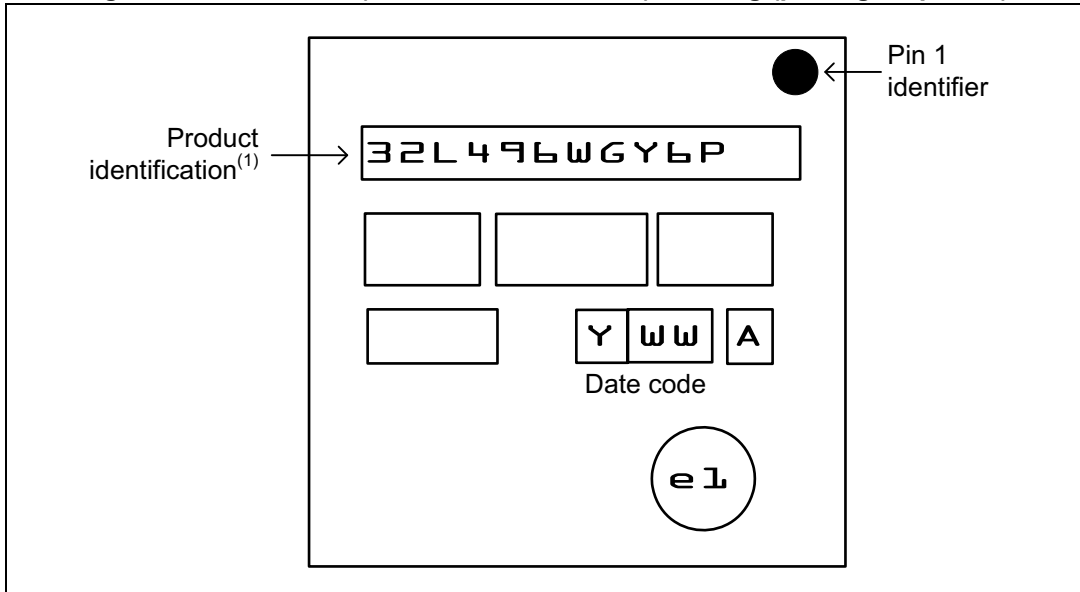 Pin 1
identifier
Product
identification(1)
32L496WGY6P
Y WW A
Date code
e1